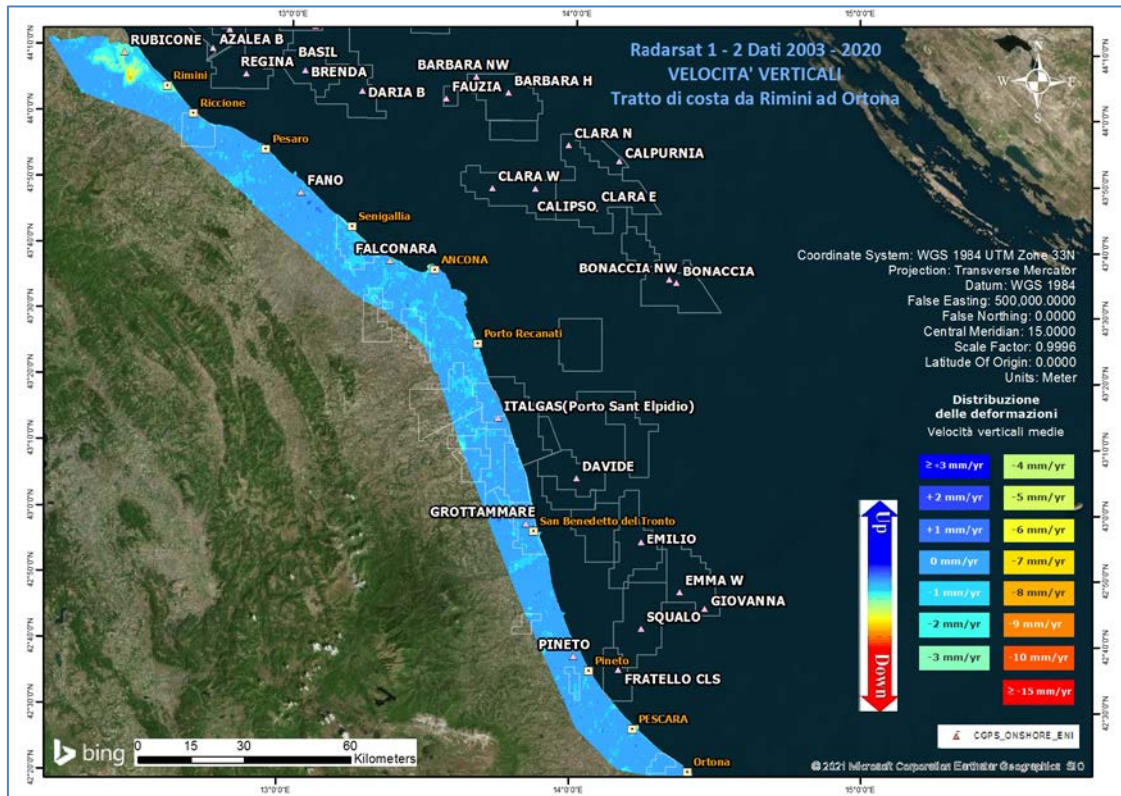 13°0'0"E
14°0'0"E
15°0'0"E
Radarsat 1 - 2 Dati 2003 - 2020
VELOCITA' VERTICALI
Tratto di costa da Rimini ad Ortona
N
W
E
S
RUBICONE
AZALEA B
BASIL
REGINA
BRENDA
DARIA B
BARBARA NW
FAUZIA
BARBARA H
Rimini
Riccione
Pesaro
FANO
Senigallia
FALCONARA
ANCONA
CLARA N
CALPURNIA
CLARA W
CLARA E
CALIPSO
BONACCIA NW
BONACCIA
Porto Recanati
ITALGAS(Porto Sant Elpidio)
DAVIDE
GROTTAMMARE
San Benedetto del Tronto
EMILIO
EMMA W
GIOVANNA
SQUALO
PINETO
Pineto
FRATELLO CLS
PESCARA
Ortona
Coordinate System: WGS 1984 UTM Zone 33N
Projection: Transverse Mercator
Datum: WGS 1984
False Easting: 500,000.0000
False Northing: 0.0000
Central Meridian: 15.0000
Scale Factor: 0.9996
Latitude Of Origin: 0.0000
Units: Meter
Distribuzione
delle deformazioni
Velocità verticali medie
≥ +3 mm/yr
+2 mm/yr
+1 mm/yr
0 mm/yr
-1 mm/yr
-2 mm/yr
-3 mm/yr
-4 mm/yr
-5 mm/yr
-6 mm/yr
-7 mm/yr
-8 mm/yr
-9 mm/yr
-10 mm/yr
≥ -15 mm/yr
Up
Down
CGPS_ONSHORE_ENI
bing
0 15 30 60
Kilometers
© 2021 Microsoft Corporation Earthstar Geographics SIO
13°0'0"E
14°0'0"E
15°0'0"E